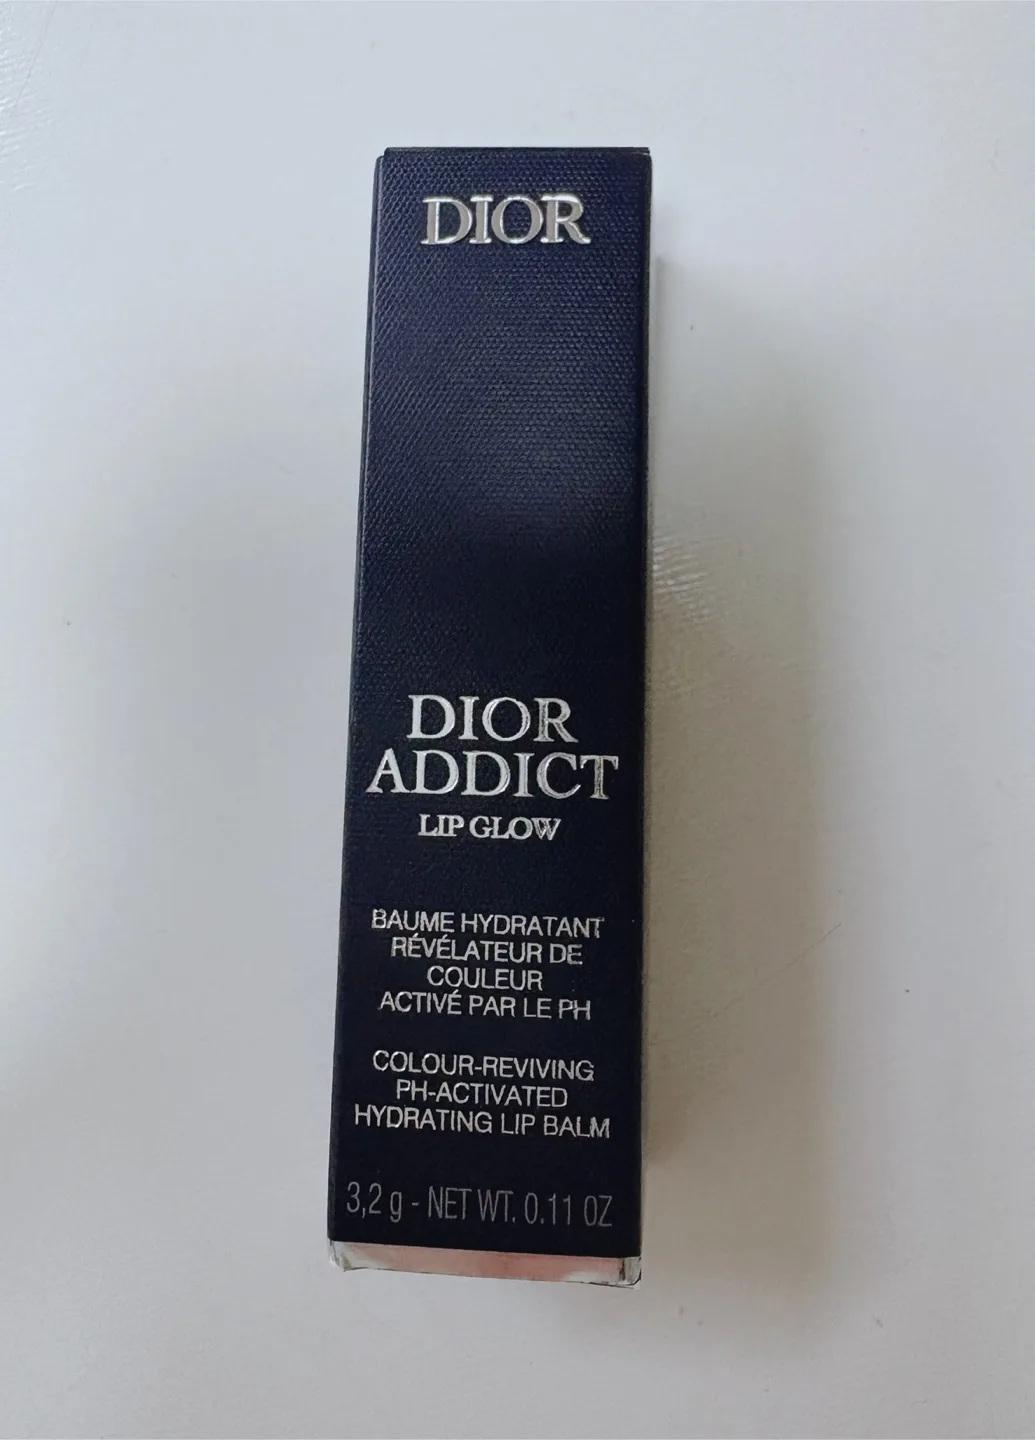 DIOR
DIOR
ADDICT
LIP GLOW
BAUME HYDRATANT
RÉVÉLATEUR DE
COULEUR
ACTIVÉ PAR LE PH
COLOUR-REVIVING
PH-ACTIVATED
HYDRATING LIP BALM
3,2 g - NET WT. 0.11 OZ